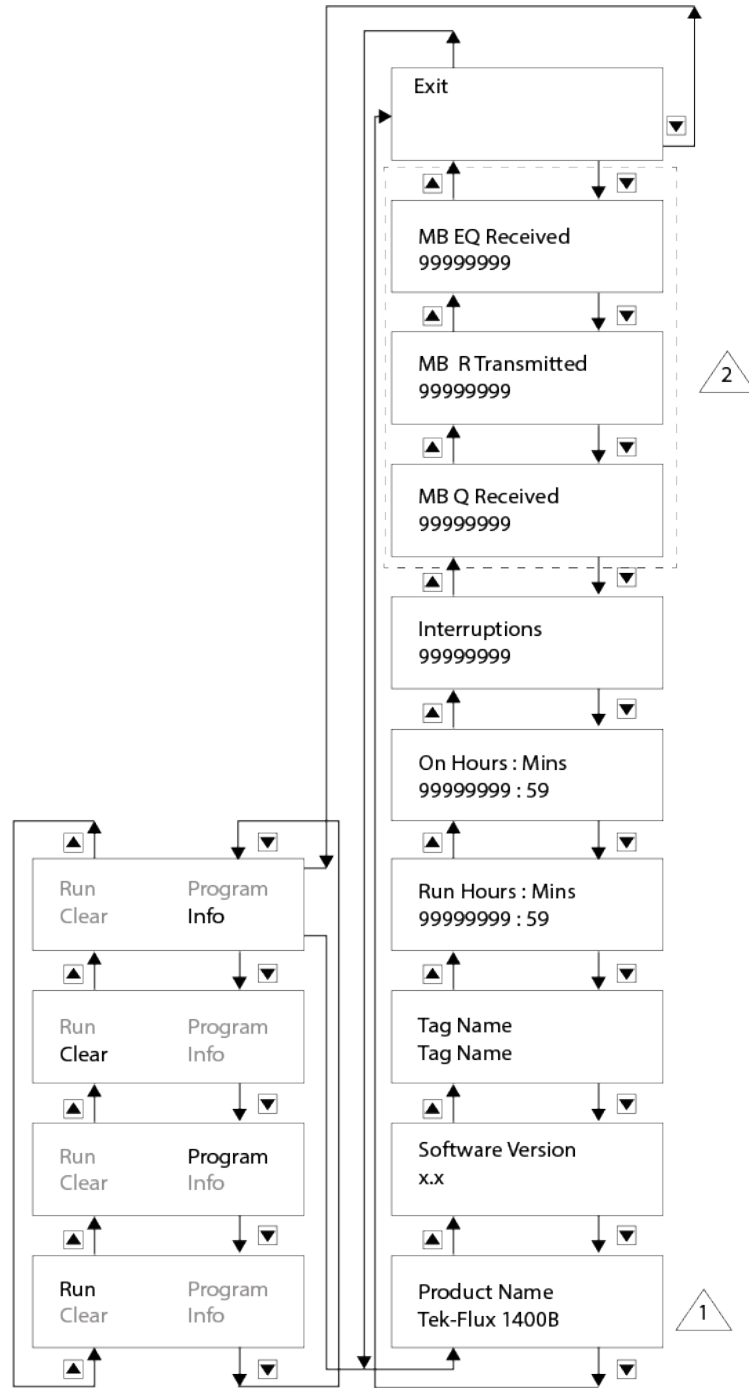 Exit
MB EQ Received
99999999
MB R Transmitted
99999999
2
MB Q Received
99999999
Interruptions
99999999
On Hours : Mins
99999999 : 59
Run Hours : Mins
99999999 : 59
Tag Name
Tag Name
Software Version
x.x
Product Name
Tek-Flux 1400B
1
Run Program
Clear Info
Run Program
Clear Info
Run Program
Clear Info
Run Program
Clear Info